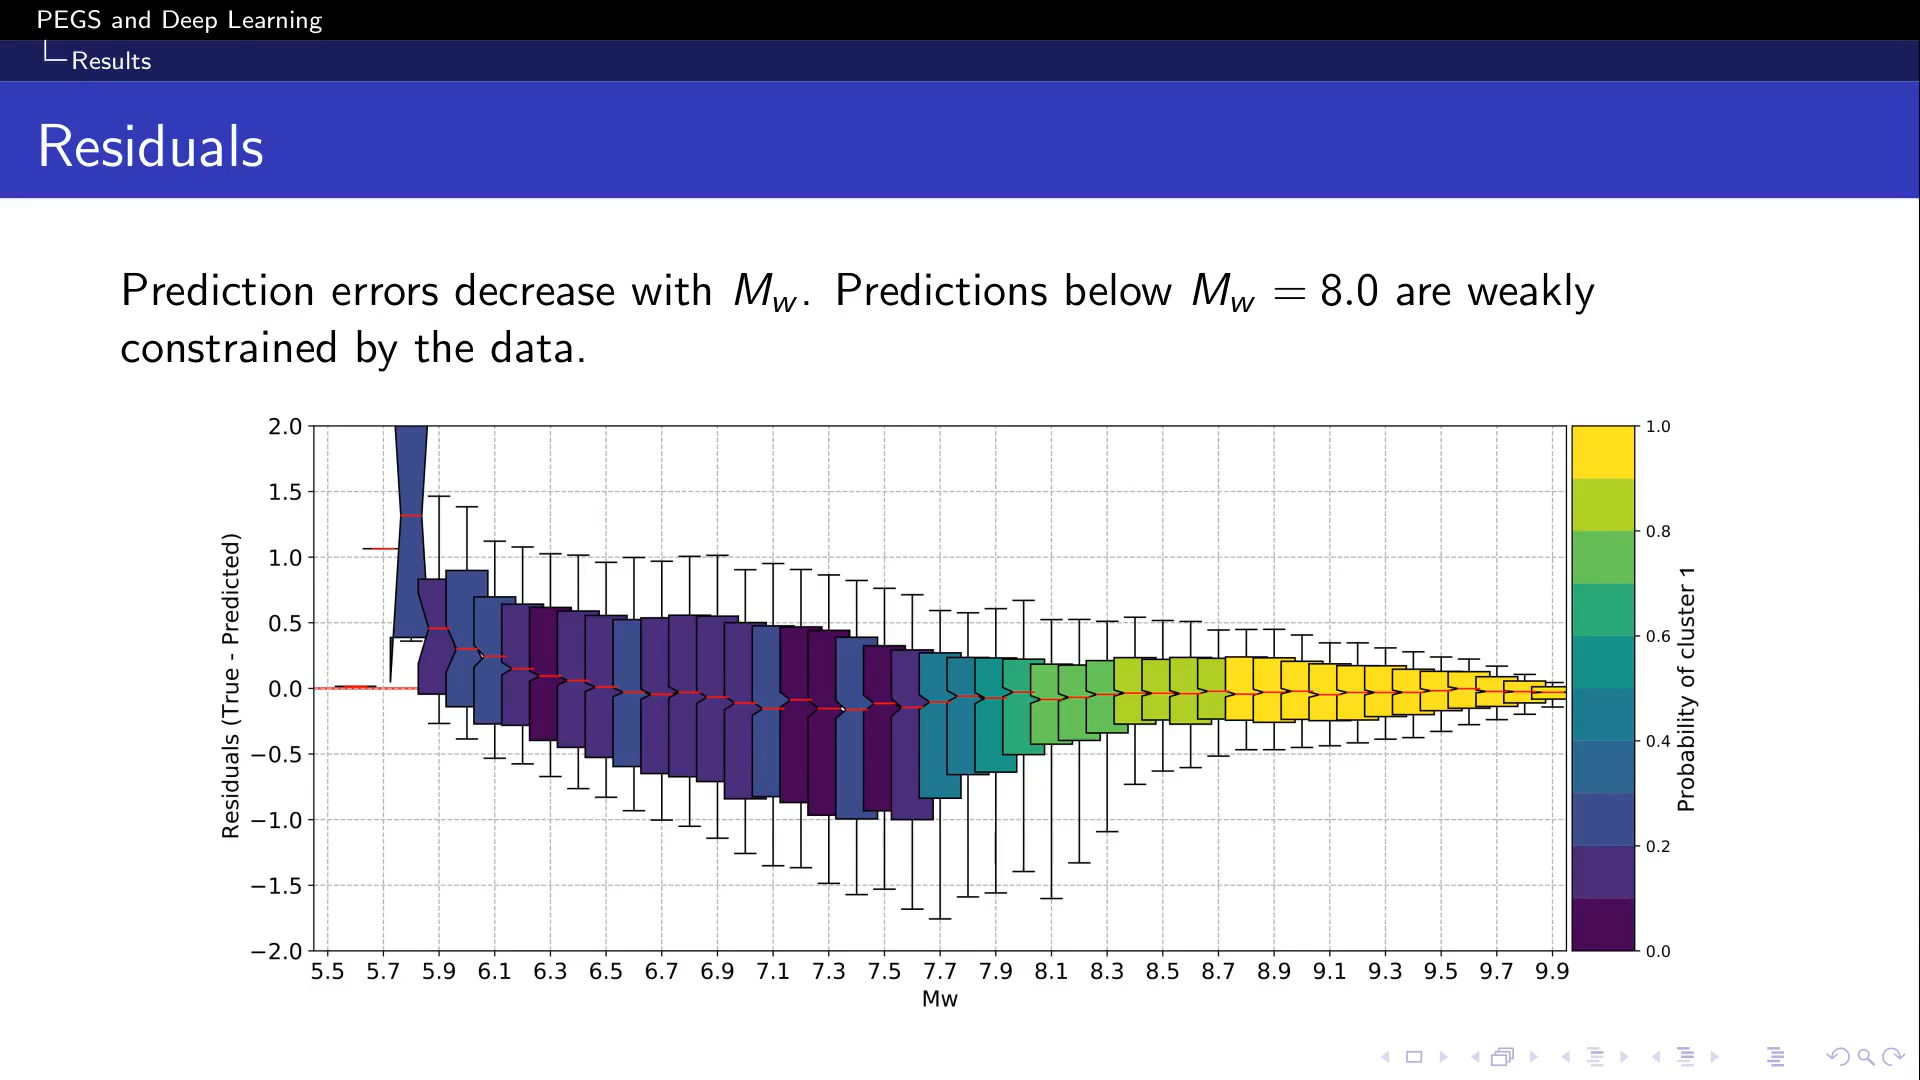 PEGS and Deep Learning
Results
Residuals
Prediction errors decrease with M_w. Predictions below M_w = 8.0 are weakly
constrained by the data.
Residuals (True - Predicted)
2.0
1.5
1.0
0.5
0.0
−0.5
−1.0
−1.5
−2.0
5.5 5.7 5.9 6.1 6.3 6.5 6.7 6.9 7.1 7.3 7.5 7.7 7.9 8.1 8.3 8.5 8.7 8.9 9.1 9.3 9.5 9.7 9.9
Mw
1.0
0.8
0.6
0.4
0.2
0.0
Probability of cluster 1